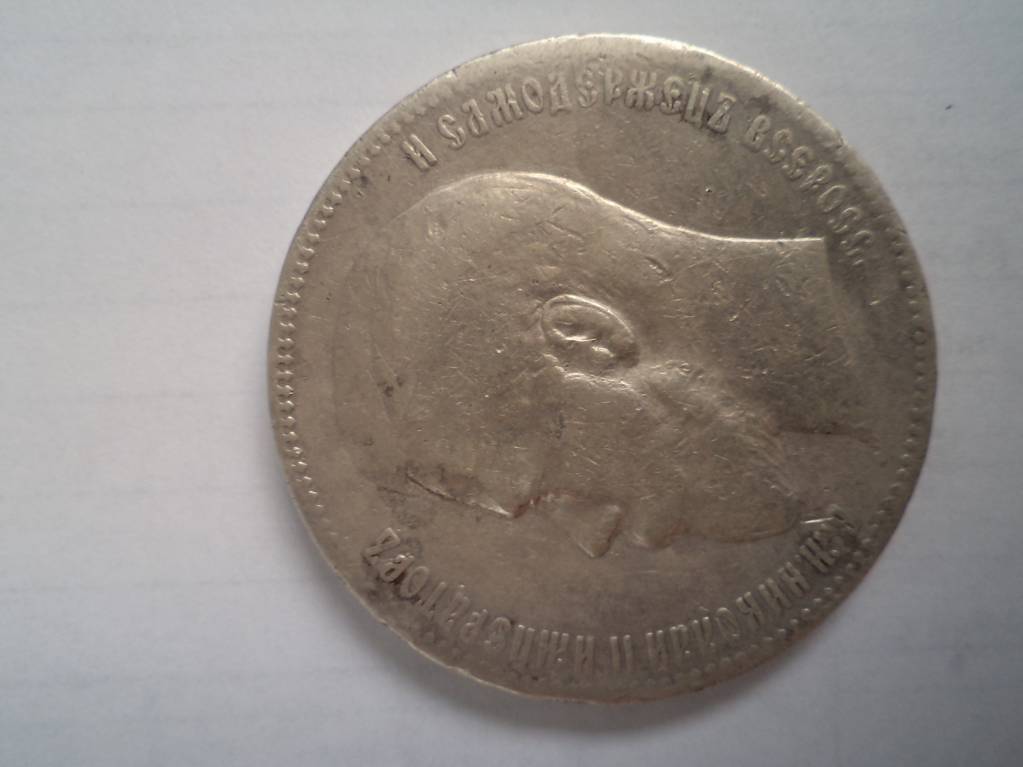 Б. М. НИКОЛАЙ II ИМПЕРАТОРЪ
И САМОДЕРЖЕЦЪ ВСЕРОСС.